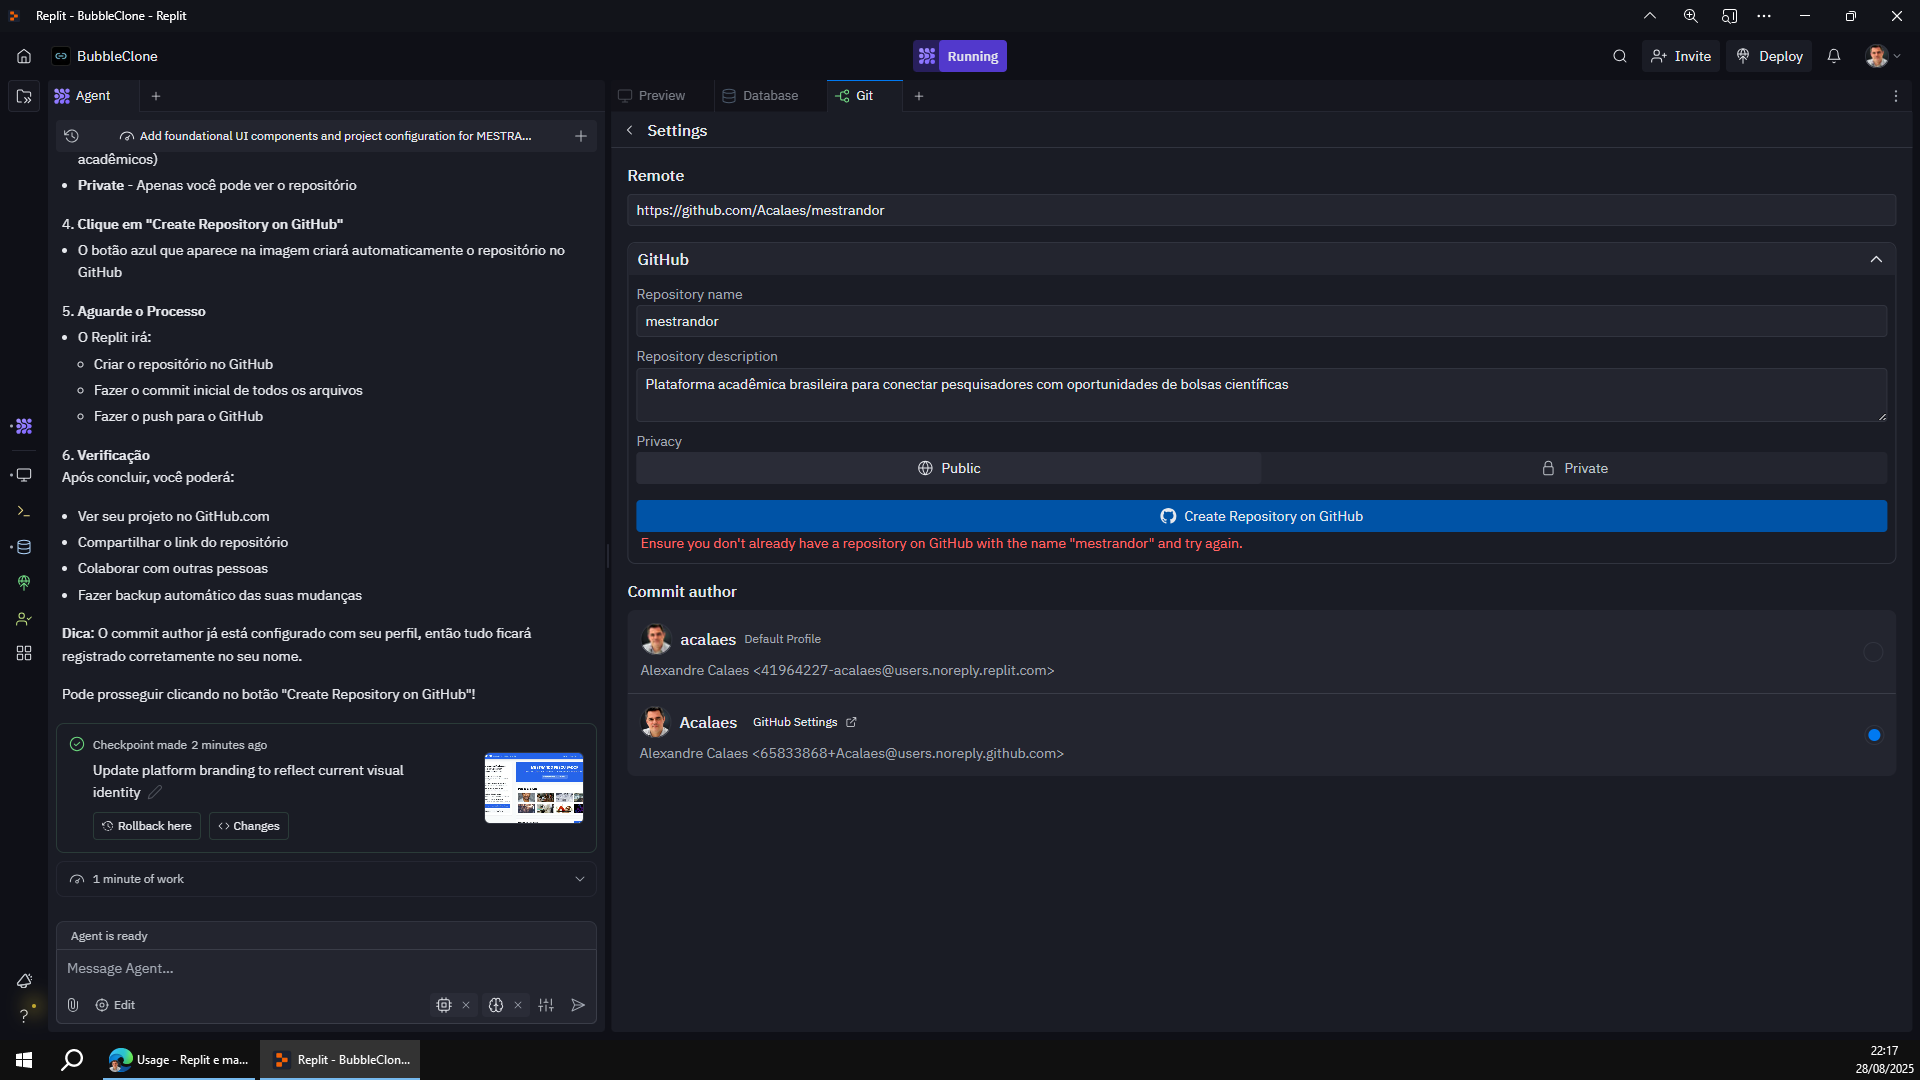 Replit - BubbleClone - Replit
BubbleClone
Running
Invite
Deploy
Agent
Add foundational UI components and project configuration for MESTRA...
acadêmicos)
• Private - Apenas você pode ver o repositório
4. Clique em "Create Repository on GitHub"
• O botão azul que aparece na imagem criará automaticamente o repositório no
GitHub
5. Aguarde o Processo
• O Replit irá:
Criar o repositório no GitHub
Fazer o commit inicial de todos os arquivos
Fazer o push para o GitHub
6. Verificação
Após concluir, você poderá:
• Ver seu projeto no GitHub.com
• Compartilhar o link do repositório
• Colaborar com outras pessoas
• Fazer backup automático das suas mudanças
Dica: O commit author já está configurado com seu perfil, então tudo ficará
registrado corretamente no seu nome.
Pode prosseguir clicando no botão "Create Repository on GitHub"!
Checkpoint made 2 minutes ago
Update platform branding to reflect current visual
identity
Rollback here
Changes
1 minute of work
Agent is ready
Message Agent...
Edit
Preview
Database
Git
Settings
Remote
https://github.com/Acalaes/mestrandor
GitHub
Repository name
mestrandor
Repository description
Plataforma acadêmica brasileira para conectar pesquisadores com oportunidades de bolsas científicas
Privacy
Public
Private
Create Repository on GitHub
Ensure you don't already have a repository on GitHub with the name "mestrandor" and try again.
Commit author
acalaes Default Profile
Alexandre Calaes <41964227-acalaes@users.noreply.replit.com>
Acalaes GitHub Settings
Alexandre Calaes <65833868+Acalaes@users.noreply.github.com>
?
Usage - Replit e ma...
Replit - BubbleClon...
22:17
28/08/2025